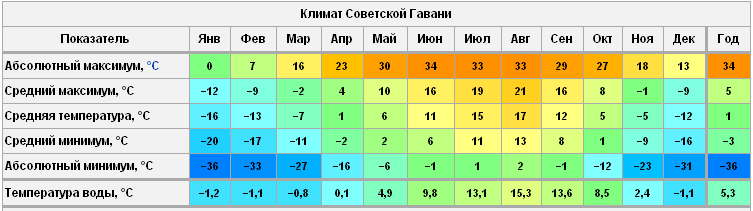 Климат Советской Гавани
Показатель Янв Фев Мар Апр Май Июн Июл Авг Сен Окт Ноя Дек Год
Абсолютный максимум, °C 0 7 16 23 30 34 33 33 29 27 18 13 34
Средний максимум, °C −12 −9 −2 4 10 16 19 21 16 8 −1 −9 5
Средняя температура, °C −16 −13 −7 1 6 11 15 17 12 5 −5 −12 1
Средний минимум, °C −20 −17 −11 −2 2 6 11 13 8 1 −9 −16 −3
Абсолютный минимум, °C −36 −33 −27 −16 −6 −1 1 2 −1 −12 −23 −31 −36
Температура воды, °C −1,2 −1,1 −0,8 0,1 4,9 9,8 13,1 15,3 13,6 8,5 2,4 −1,1 5,3